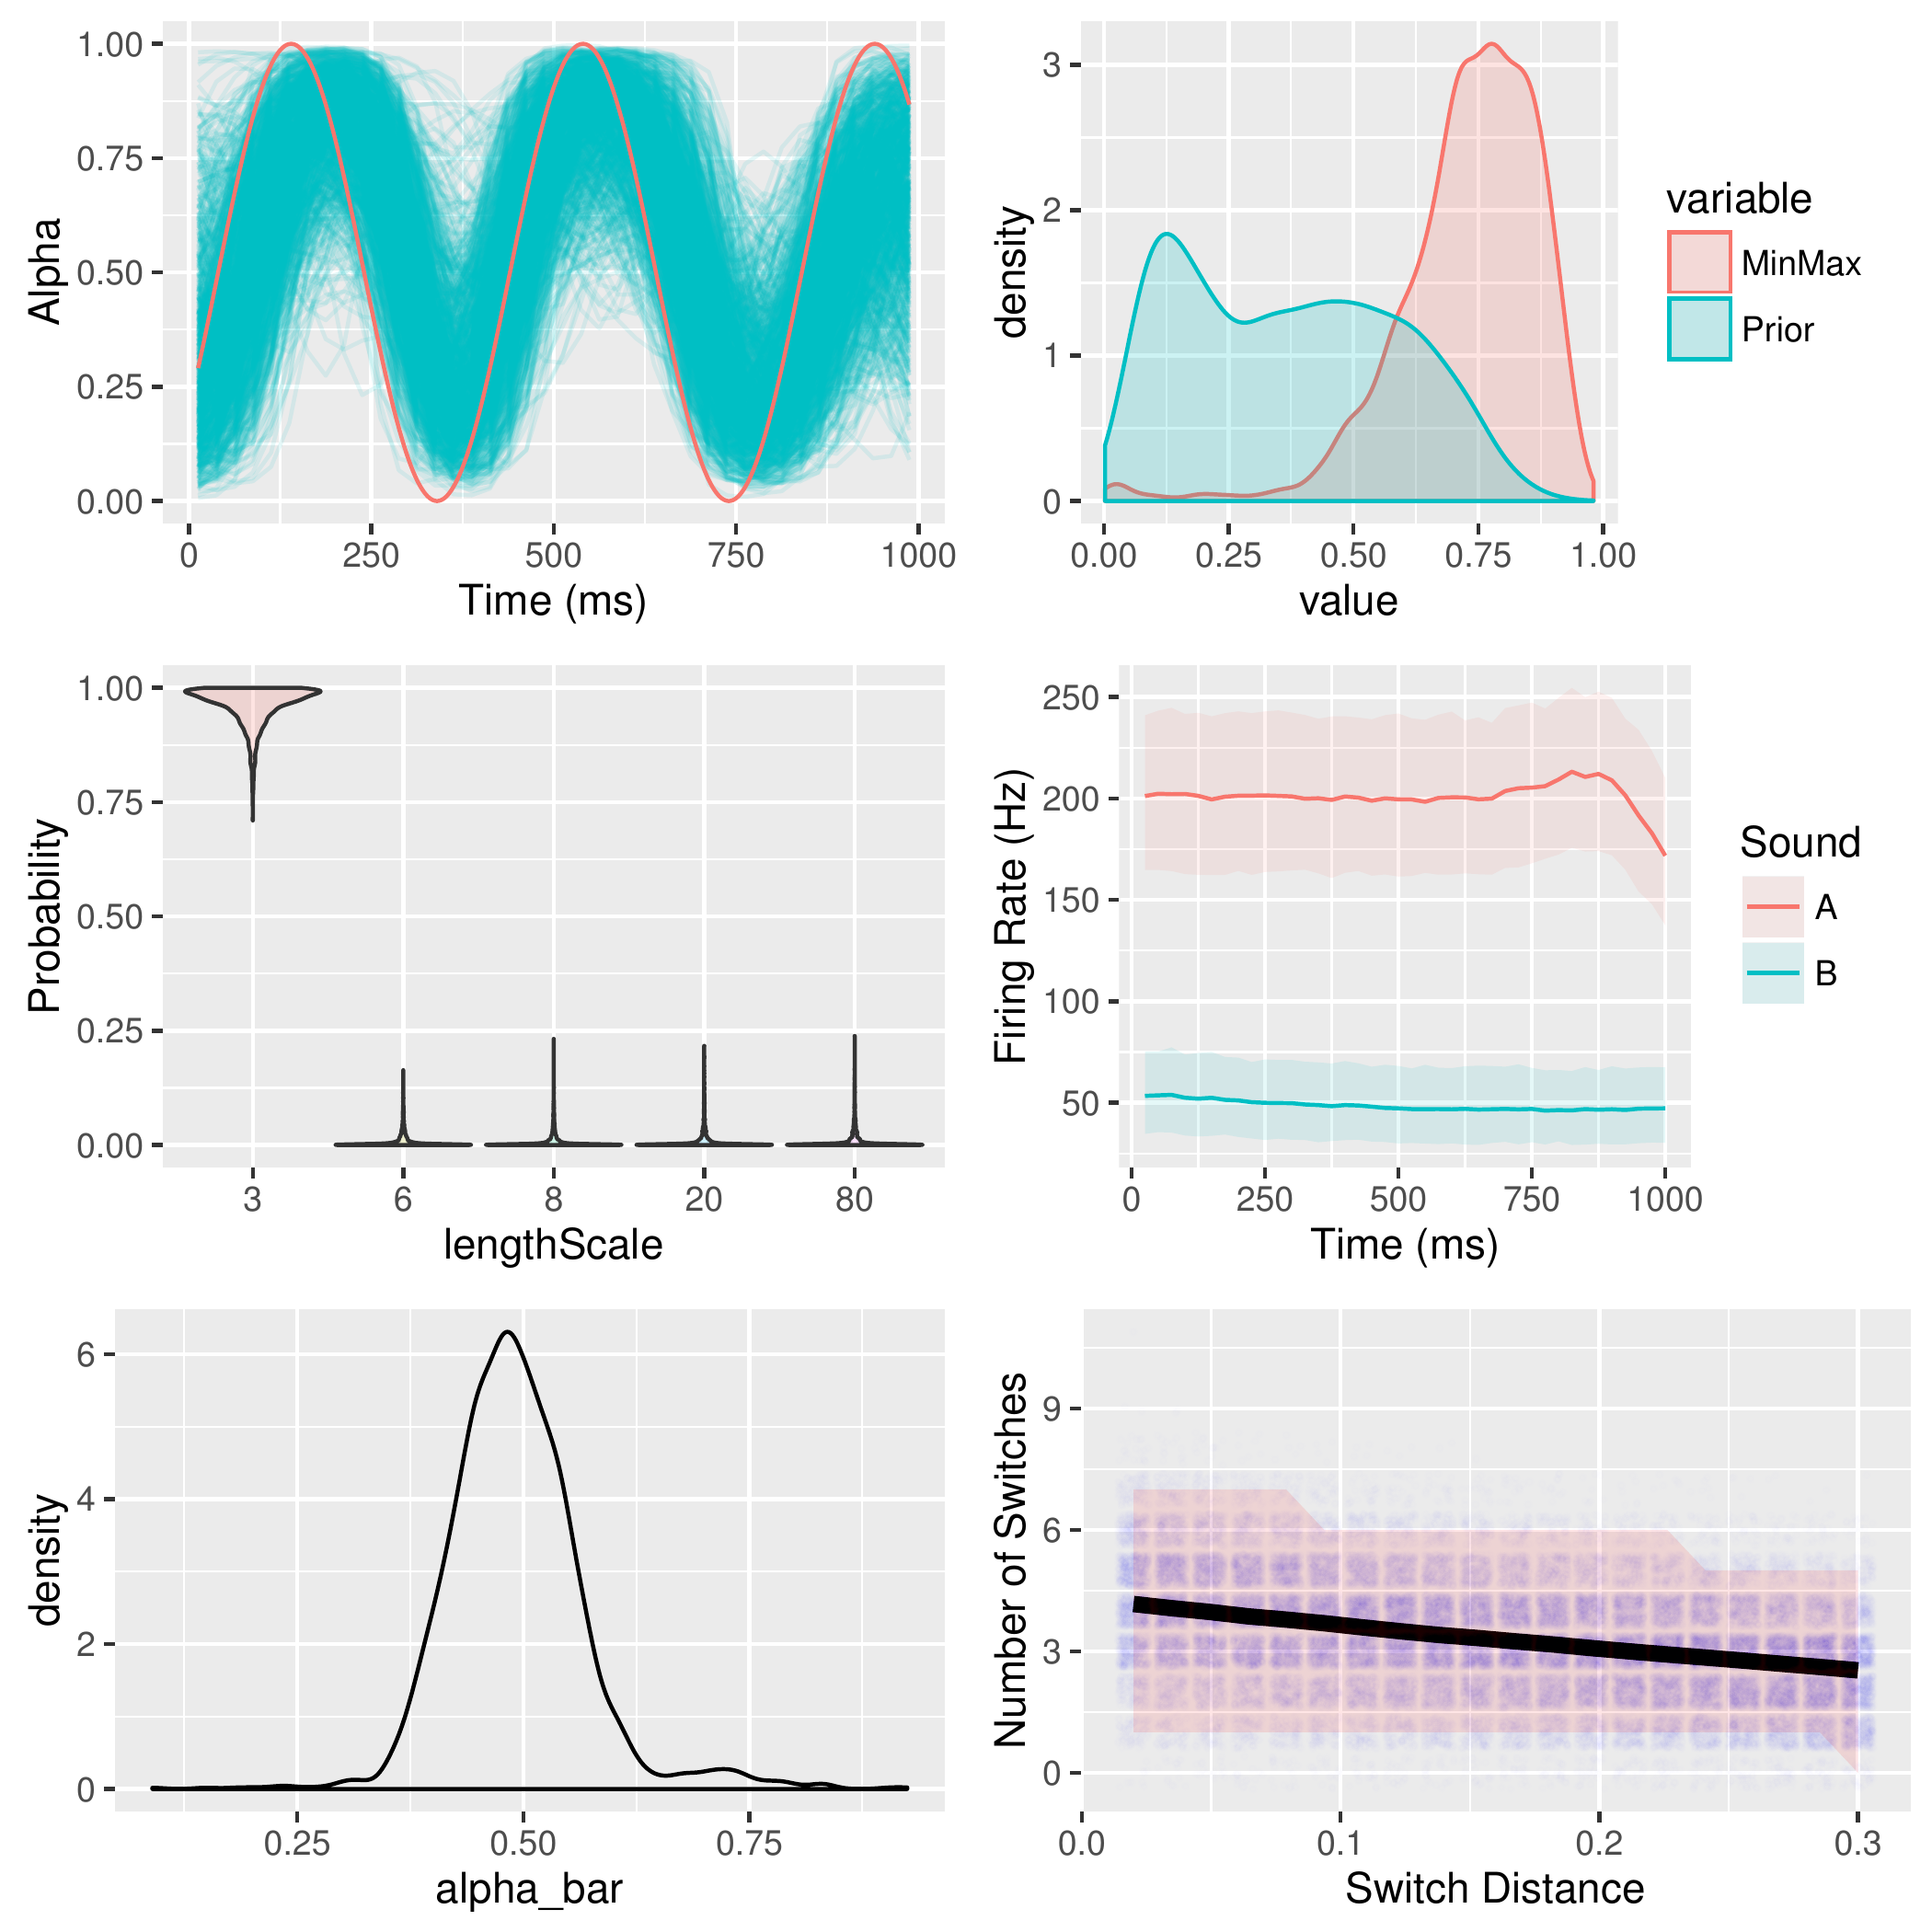 Alpha
1.00
0.75
0.50
0.25
0.00
0 250 500 750 1000
Time (ms)
density
3
2
1
0
0.00 0.25 0.50 0.75 1.00
value
variable
MinMax
Prior
Probability
1.00
0.75
0.50
0.25
0.00
3 6 8 20 80
lengthScale
Firing Rate (Hz)
250
200
150
100
50
0 250 500 750 1000
Time (ms)
Sound
A
B
density
6
4
2
0
0.25 0.50 0.75
alpha_bar
Number of Switches
9
6
3
0
0.0 0.1 0.2 0.3
Switch Distance